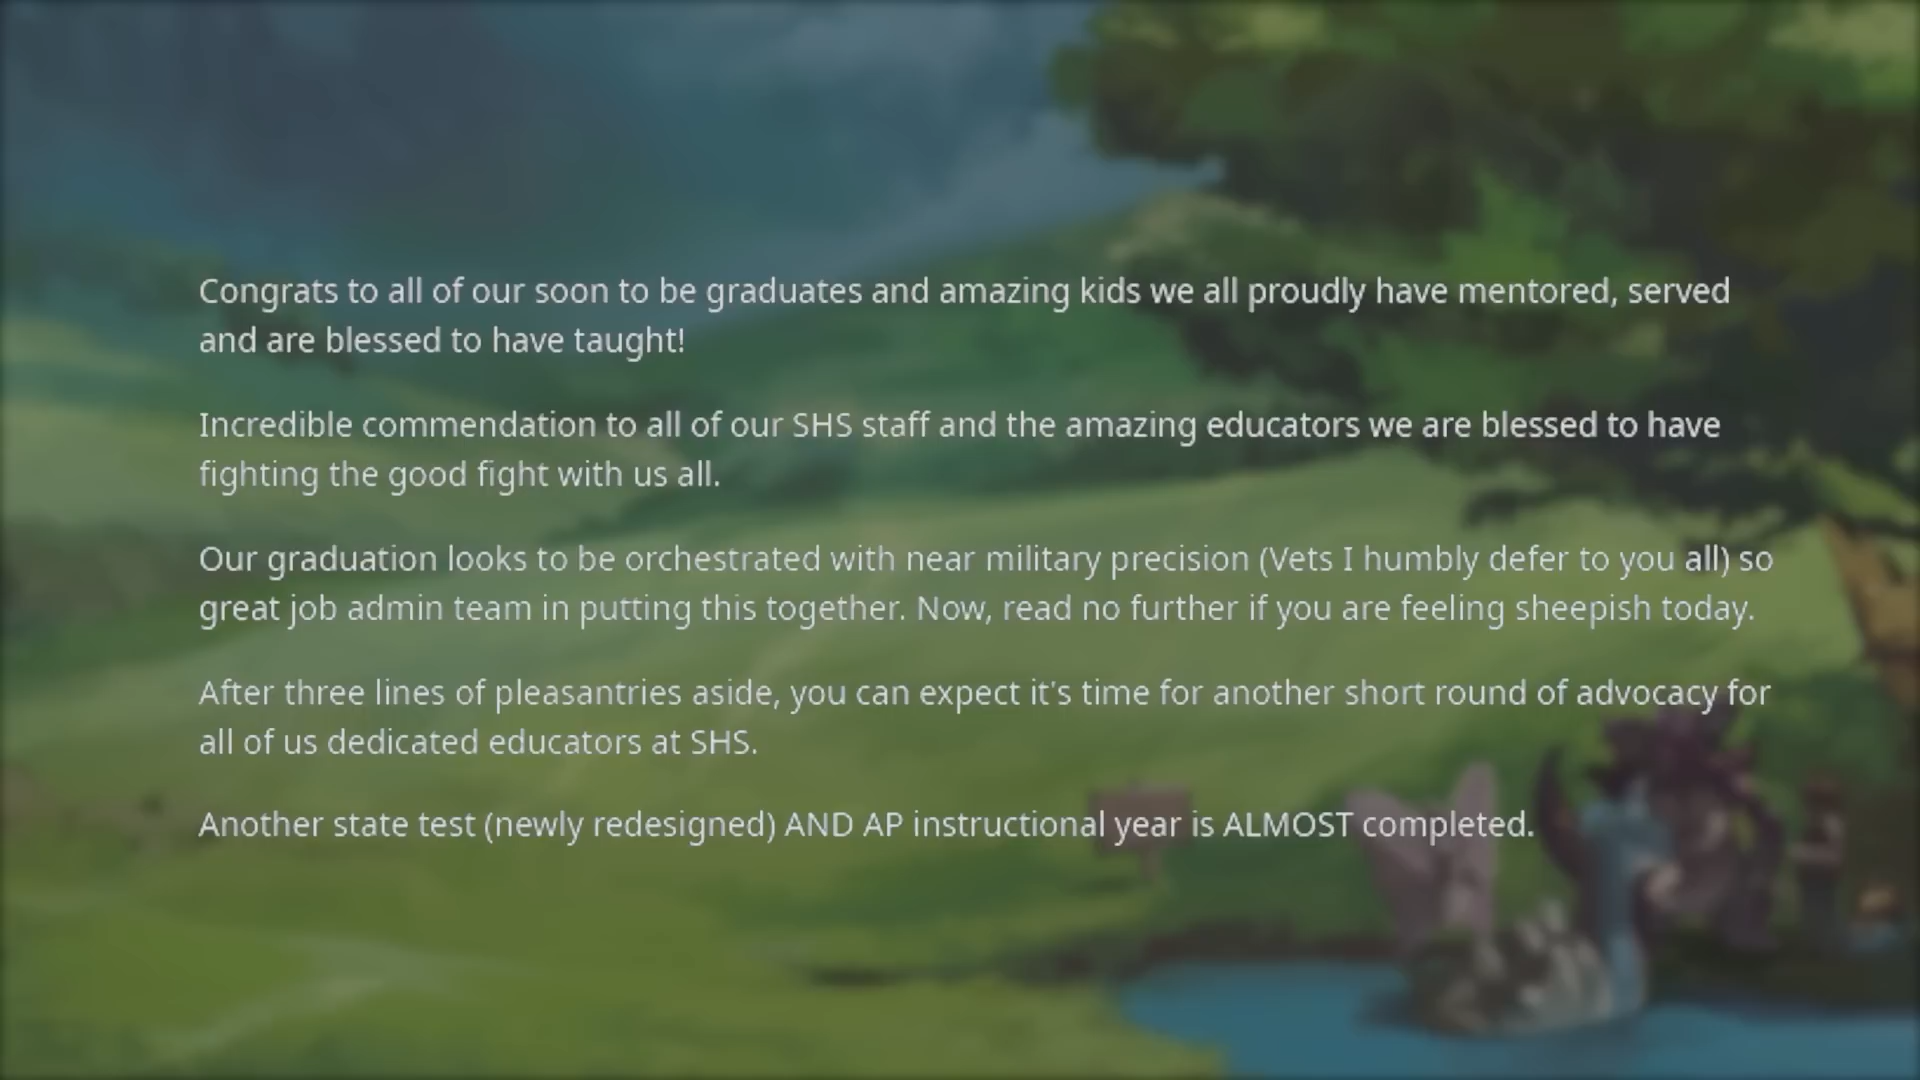 Congrats to all of our soon to be graduates and amazing kids we all proudly have mentored, served
and are blessed to have taught!
Incredible commendation to all of our SHS staff and the amazing educators we are blessed to have
fighting the good fight with us all.
Our graduation looks to be orchestrated with near military precision (Vets I humbly defer to you all) so
great job admin team in putting this together. Now, read no further if you are feeling sheepish today.
After three lines of pleasantries aside, you can expect it's time for another short round of advocacy for
all of us dedicated educators at SHS.
Another state test (newly redesigned) AND AP instructional year is ALMOST completed.